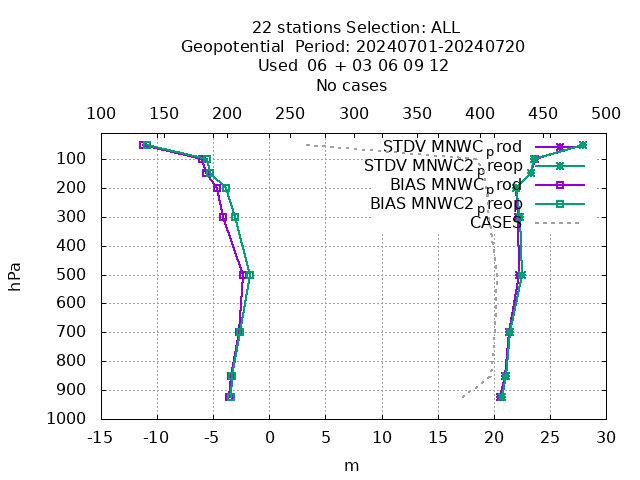 22 stations Selection: ALL
Geopotential  Period: 20240701-20240720
Used  06 + 03 06 09 12
No cases
100 150 200 250 300 350 400 450 500
STDV MNWC_prod
STDV MNWC2_preop
BIAS MNWC_prod
BIAS MNWC2_preop
CASES
hPa
100
200
300
400
500
600
700
800
900
1000
-15 -10 -5 0 5 10 15 20 25 30
m